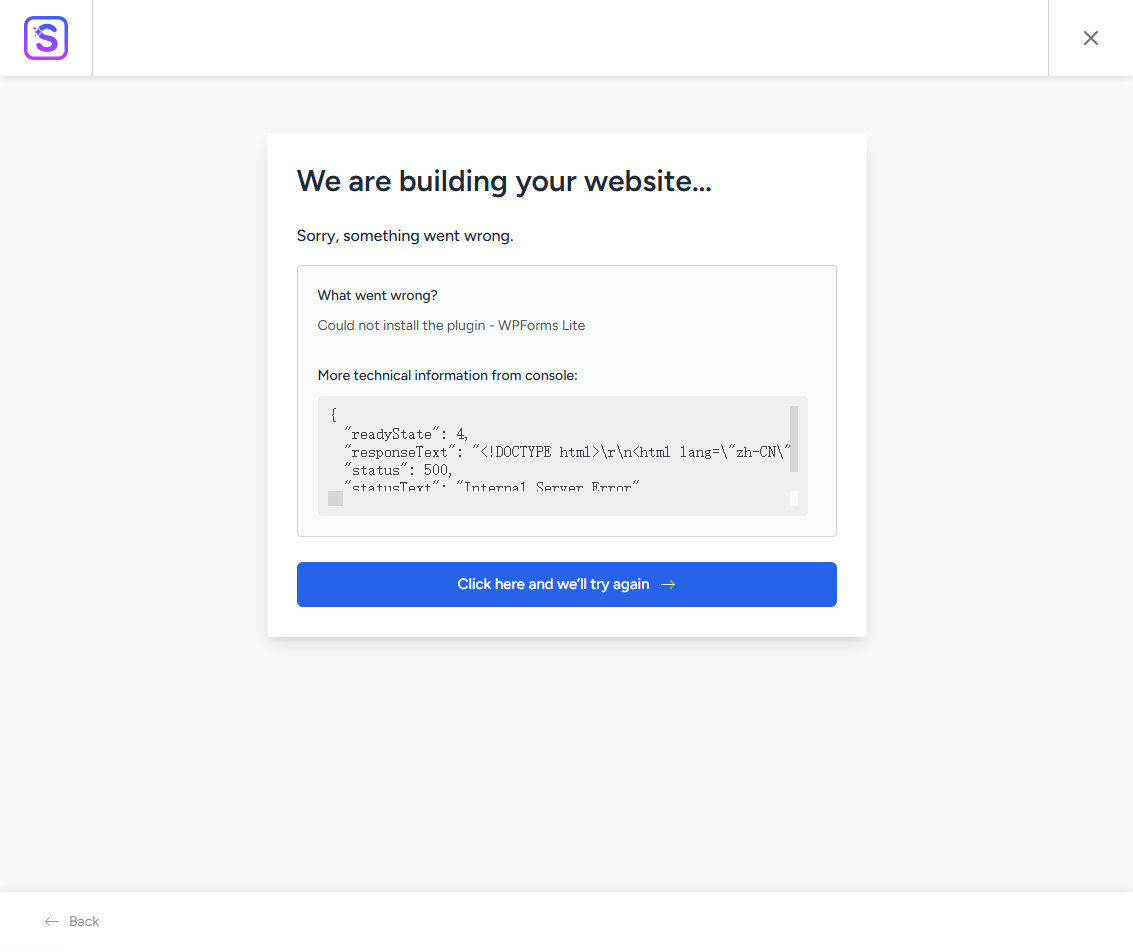 S
We are building your website...
Sorry, something went wrong.
What went wrong?
Could not install the plugin - WPForms Lite
More technical information from console:
{
"readyState": 4,
"responseText": "<!DOCTYPE html>\r\n<html lang=\"zh-CN\"
"status": 500,
"statusText": "Internal Server Error"
Click here and we’ll try again →
← Back